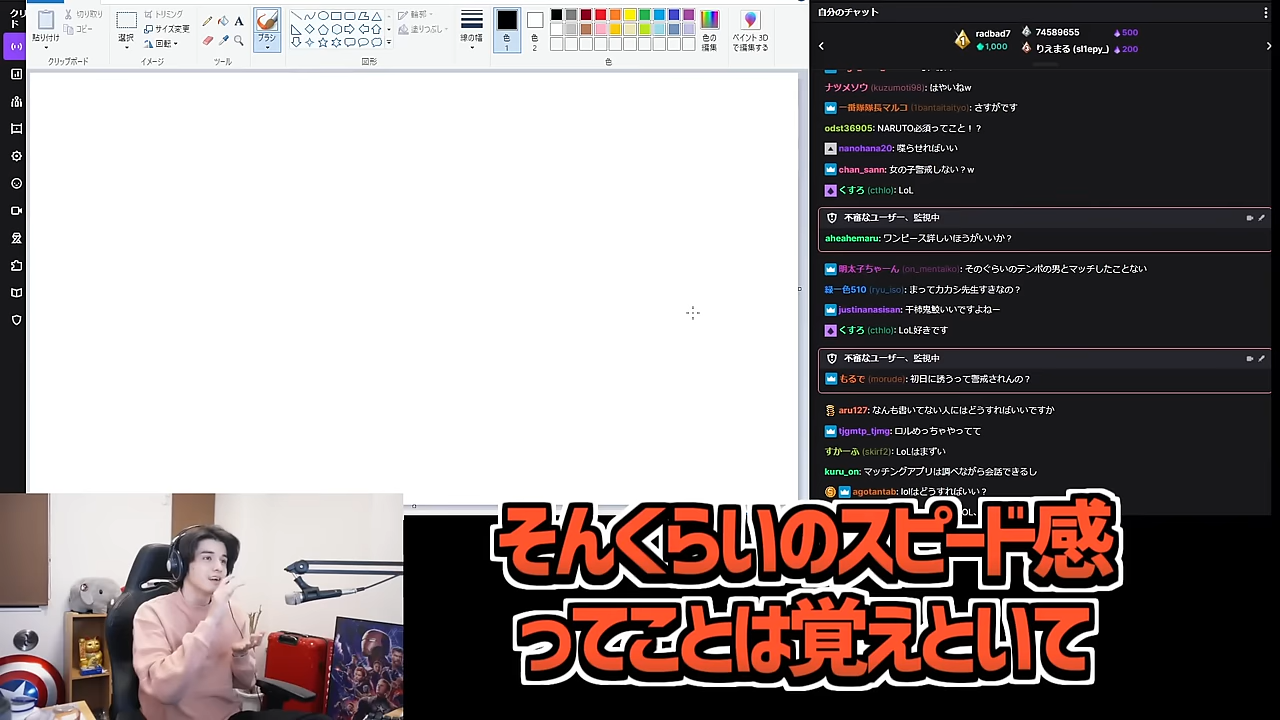 クリ
貼り付け
切り取り
コピー
クリップボード
選択
トリミング
サイズ変更
回転
イメージ
A
ツール
ブラシ
輪郭
塗りつぶし
図形
線の幅
色
1
色
2
色の
編集
ペイント 3D
で編集する
色
自分のチャット
1
radbad7
1,000
74589655
500
りえまる (sl1epy_)
200
ナツメソウ (kuzumoti98): はやいねw
一番隊隊長マルコ (1bantaitaityo): さすがです
odst36905: NARUTO必須ってこと！？
nanohana20: 喋らせればいい
chan_sann: 女の子警戒しない？w
くすろ (cthlo): LoL
不審なユーザー、監視中
aheahemaru: ワンピース詳しいほうがいいか？
明太子ちゃーん (on_mentaiko): そのぐらいのテンポの男とマッチしたことない
緑一色510 (ryu_iso): まってカカシ先生すきなの？
justinanasisan: 干柿鬼鮫いいですよねー
くすろ (cthlo): LoL好きです
不審なユーザー、監視中
もるで (morude): 初日に誘うって警戒されんの？
aru127: なんも書いてない人にはどうすればいいですか
tjgmtp_tjmg: ロルめっちゃやってて
すかーふ (skirf2): LoLはまずい
kuru_on: マッチングアプリは調べながら会話できるし
agotantab: lolはどうすればいい？
そんくらいのスピード感
ってことは覚えといて